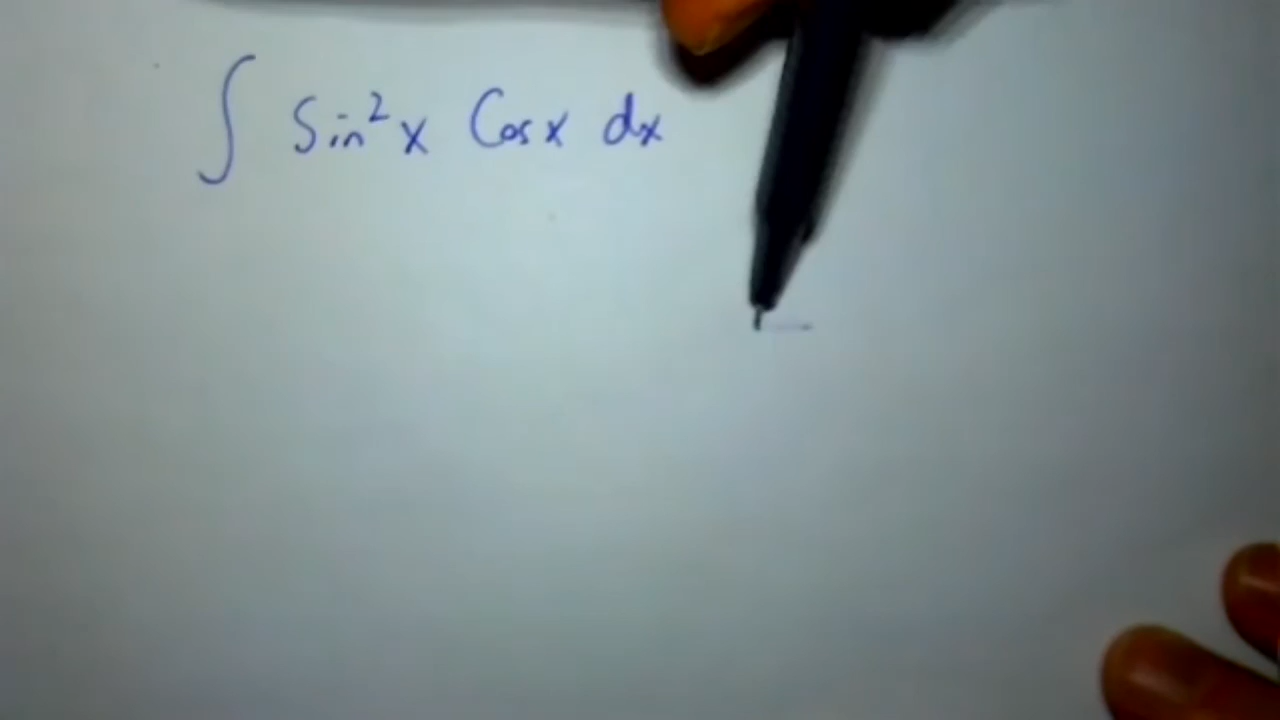 ∫ Sin²x Cosx dx